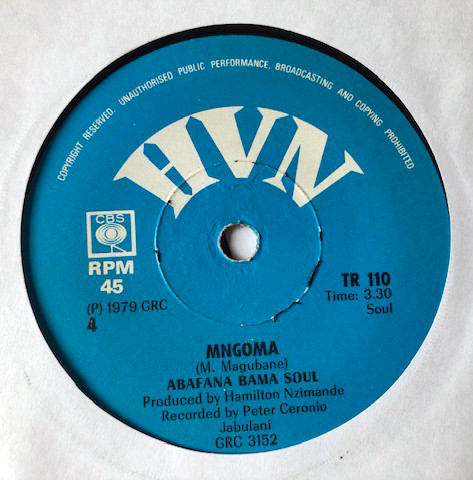 COPYRIGHT RESERVED. UNAUTHORISED PUBLIC PERFORMANCE, BROADCASTING AND COPYING PROHIBITED
HVN
CBS
RPM
45
(P) 1979 GRC
4
TR 110
Time: 3.30
Soul
MNGOMA
(M. Magubane)
ABAFANA BAMA SOUL
Produced by Hamilton Nzimande
Recorded by Peter Ceronio
Jabulani
GRC 3152